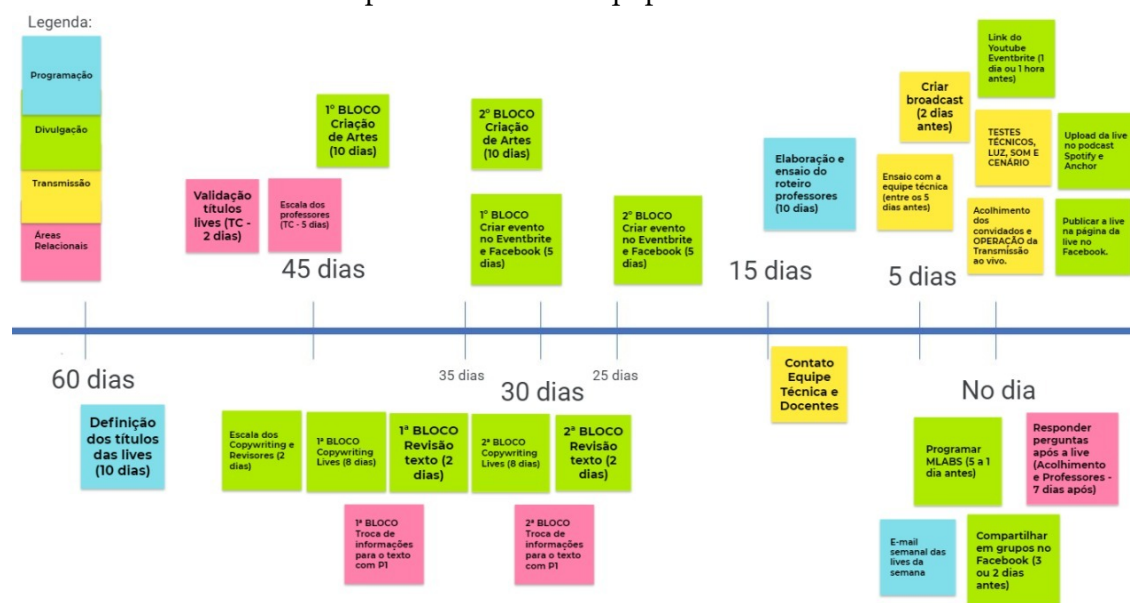 Legenda:
Programação
Divulgação
Transmissão
Áreas
Relacionais
Validação
títulos
lives (TC -
2 dias)
Escala dos
professores
(TC - 5 dias)
1º BLOCO
Criação
de Artes
(10 dias)
2º BLOCO
Criação
de Artes
(10 dias)
1º BLOCO
Criar evento
no Eventbrite
e Facebook (5
dias)
2º BLOCO
Criar evento
no Eventbrite
e Facebook (5
dias)
Elaboração e
ensaio do
roteiro
professores
(10 dias)
Criar
broadcast
(2 dias
antes)
Link do
Youtube
Eventbrite (1
dia ou 1 hora
antes)
Ensaio com a
equipe técnica
(entre os 5
dias antes)
TESTES
TÉCNICOS,
LUZ, SOM E
CENÁRIO
Upload da live
no podcast
Spotify e
Anchor
Acolhimento
dos
convidados e
OPERAÇÃO da
Transmissão
ao vivo.
Publicar a live
na página da
live no
Facebook.
45 dias
15 dias
5 dias
60 dias
35 dias
30 dias
25 dias
No dia
Definição
dos títulos
das lives
(10 dias)
Escala dos
Copywriting e
Revisores (2
dias)
1ª BLOCO
Copywriting
Lives (8 dias)
1ª BLOCO
Revisão
texto (2
dias)
2ª BLOCO
Copywriting
Lives (8 dias)
2ª BLOCO
Revisão
texto (2
dias)
1ª BLOCO
Troca de
informações
para o texto
com P1
2ª BLOCO
Troca de
informações
para o texto
com P1
Contato
Equipe
Técnica e
Docentes
Programar
MLABS (5 a 1
dia antes)
Responder
perguntas
após a live
(Acolhimento
e Professores -
7 dias após)
E-mail
semanal das
lives da
semana
Compartilhar
em grupos no
Facebook (3
ou 2 dias
antes)